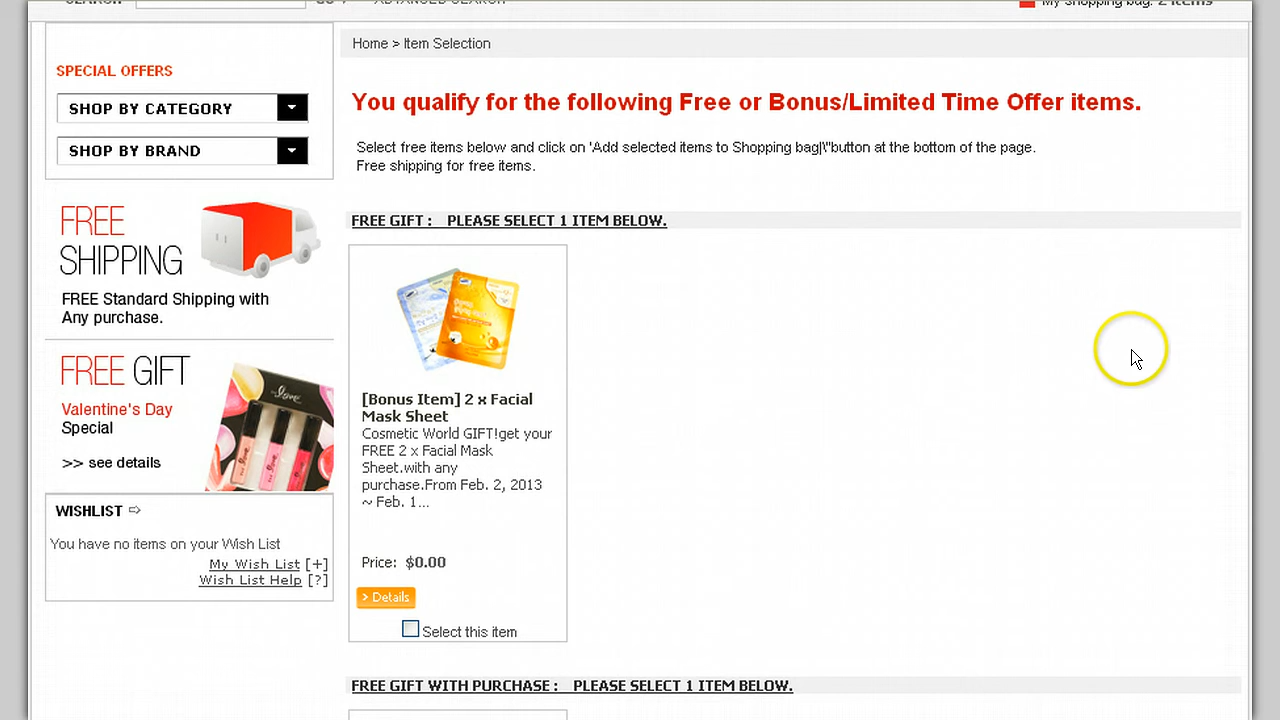 SEARCH
GO
ADVANCED SEARCH
My Shopping bag: 2 items
SPECIAL OFFERS
SHOP BY CATEGORY
SHOP BY BRAND
FREE
SHIPPING
FREE Standard Shipping with
Any purchase.
FREE GIFT
Valentine's Day
Special
>> see details
WISHLIST ⇨
You have no items on your Wish List
My Wish List [+]
Wish List Help [?]
Home > Item Selection
You qualify for the following Free or Bonus/Limited Time Offer items.
Select free items below and click on 'Add selected items to Shopping bag|\"button at the bottom of the page.
Free shipping for free items.
FREE GIFT : PLEASE SELECT 1 ITEM BELOW.
[Bonus Item] 2 x Facial
Mask Sheet
Cosmetic World GIFT!get your
FREE 2 x Facial Mask
Sheet.with any
purchase.From Feb. 2, 2013
~ Feb. 1...
Price: $0.00
> Details
Select this item
FREE GIFT WITH PURCHASE : PLEASE SELECT 1 ITEM BELOW.